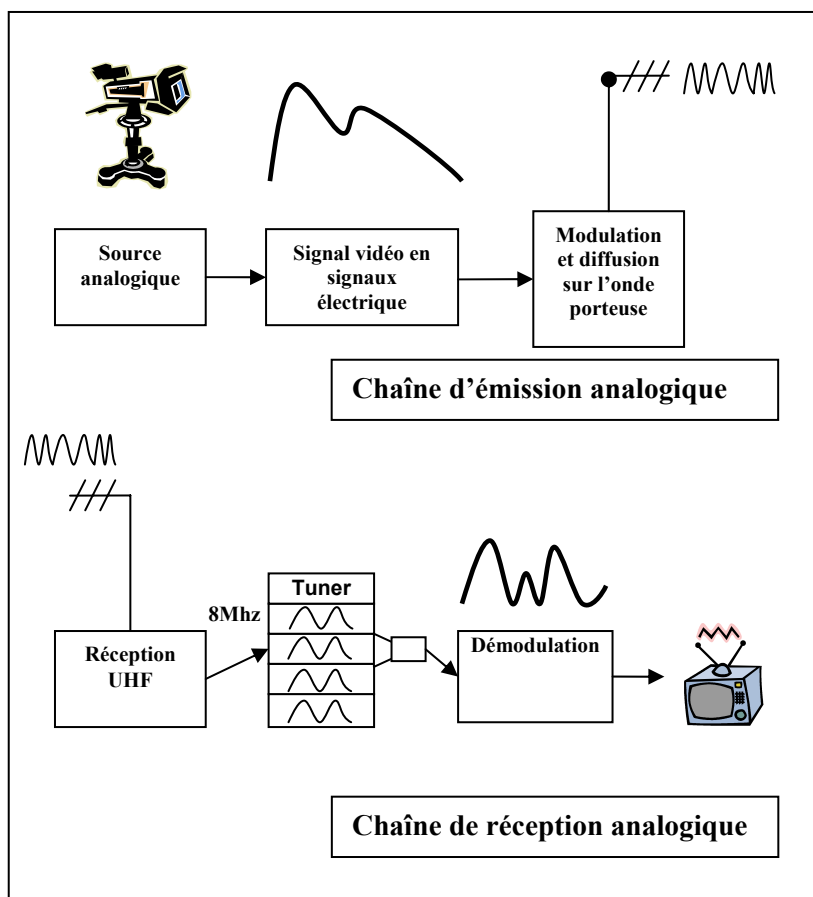 Source
analogique
Signal vidéo en
signaux
électrique
Modulation
et diffusion
sur l’onde
porteuse
Chaîne d’émission analogique
Tuner
8Mhz
Réception
UHF
Démodulation
Chaîne de réception analogique